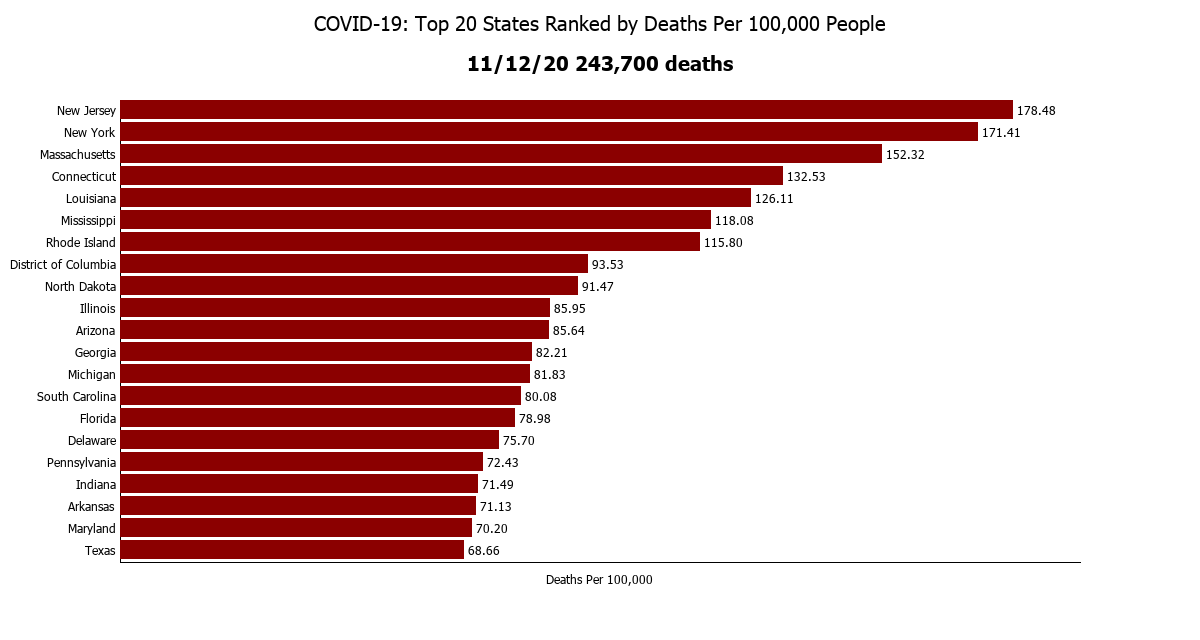 COVID-19: Top 20 States Ranked by Deaths Per 100,000 People
11/12/20 243,700 deaths
New Jersey 178.48
New York 171.41
Massachusetts 152.32
Connecticut 132.53
Louisiana 126.11
Mississippi 118.08
Rhode Island 115.80
District of Columbia 93.53
North Dakota 91.47
Illinois 85.95
Arizona 85.64
Georgia 82.21
Michigan 81.83
South Carolina 80.08
Florida 78.98
Delaware 75.70
Pennsylvania 72.43
Indiana 71.49
Arkansas 71.13
Maryland 70.20
Texas 68.66
Deaths Per 100,000